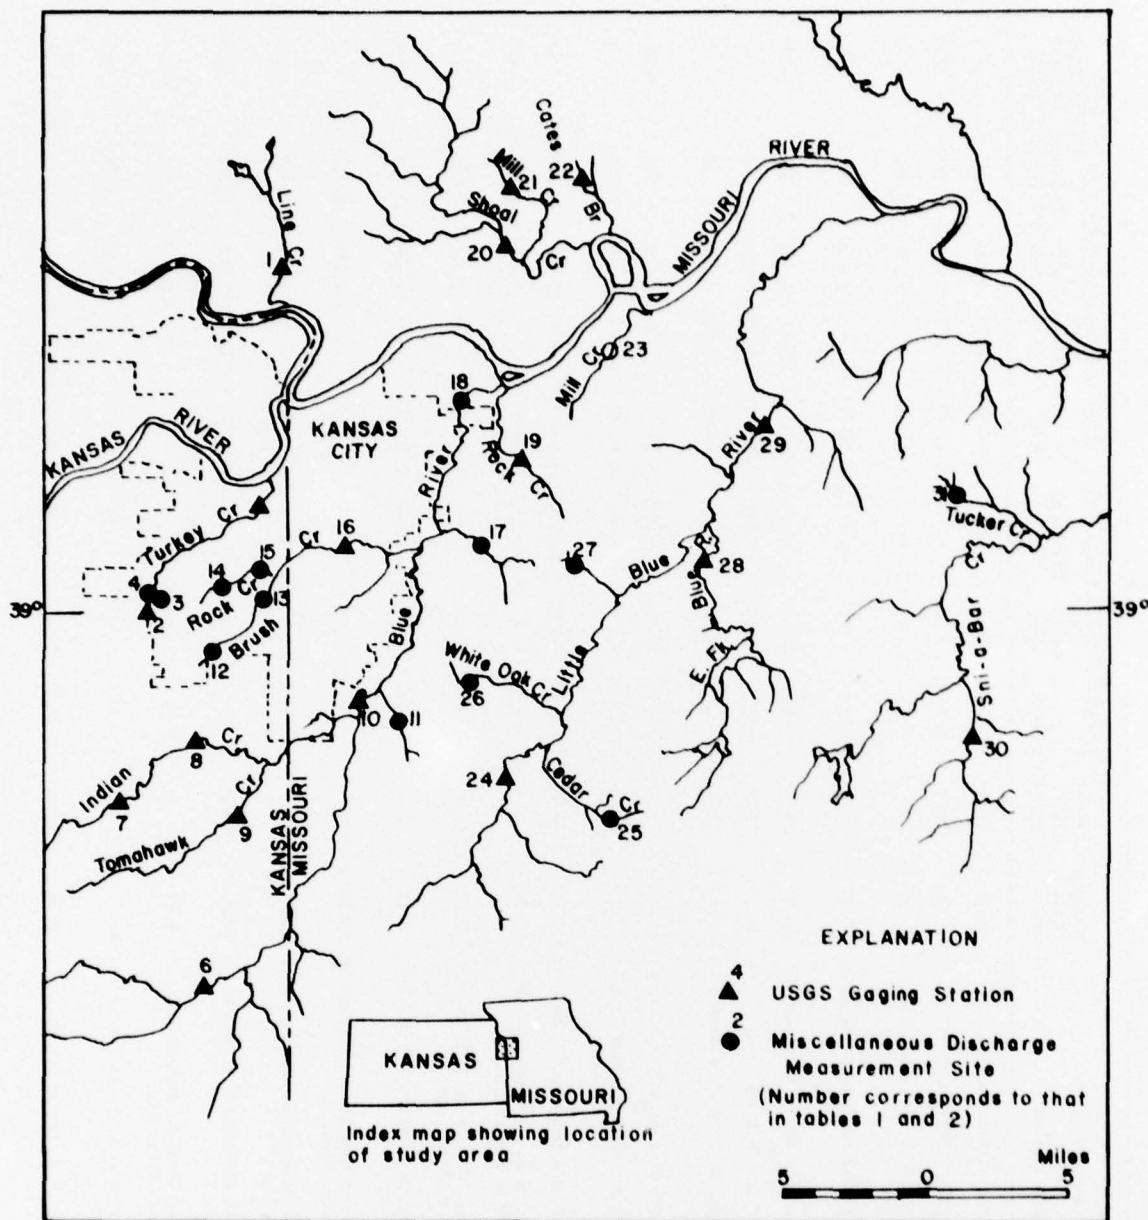 Cates
22
Br
Mill
21
Cr
Shoal
20
Cr
MISSOURI
RIVER
Line
Cr
1
23
Mill Cr
18
KANSAS
CITY
KANSAS
RIVER
River
19
Rock
Cr
River
29
31
Tucker Cr
Turkey Cr
16
Cr
17
15
14
Rock Cr
4
3
2
13
Brush
12
27
Blue R.
28
Blue
Blue
39°
39°
Blue
White Oak Cr
26
Little
E. Fk.
Cr
Sni-a-Bar
30
10
11
8
Cr
Indian
7
Cr
9
Tomahawk
24
Cedar
Cr
25
KANSAS
MISSOURI
6
EXPLANATION
4
USGS Gaging Station
2
Miscellaneous Discharge
Measurement Site
(Number corresponds to that
in tables 1 and 2)
KANSAS
MISSOURI
Index map showing location
of study area
Miles
5 0 5